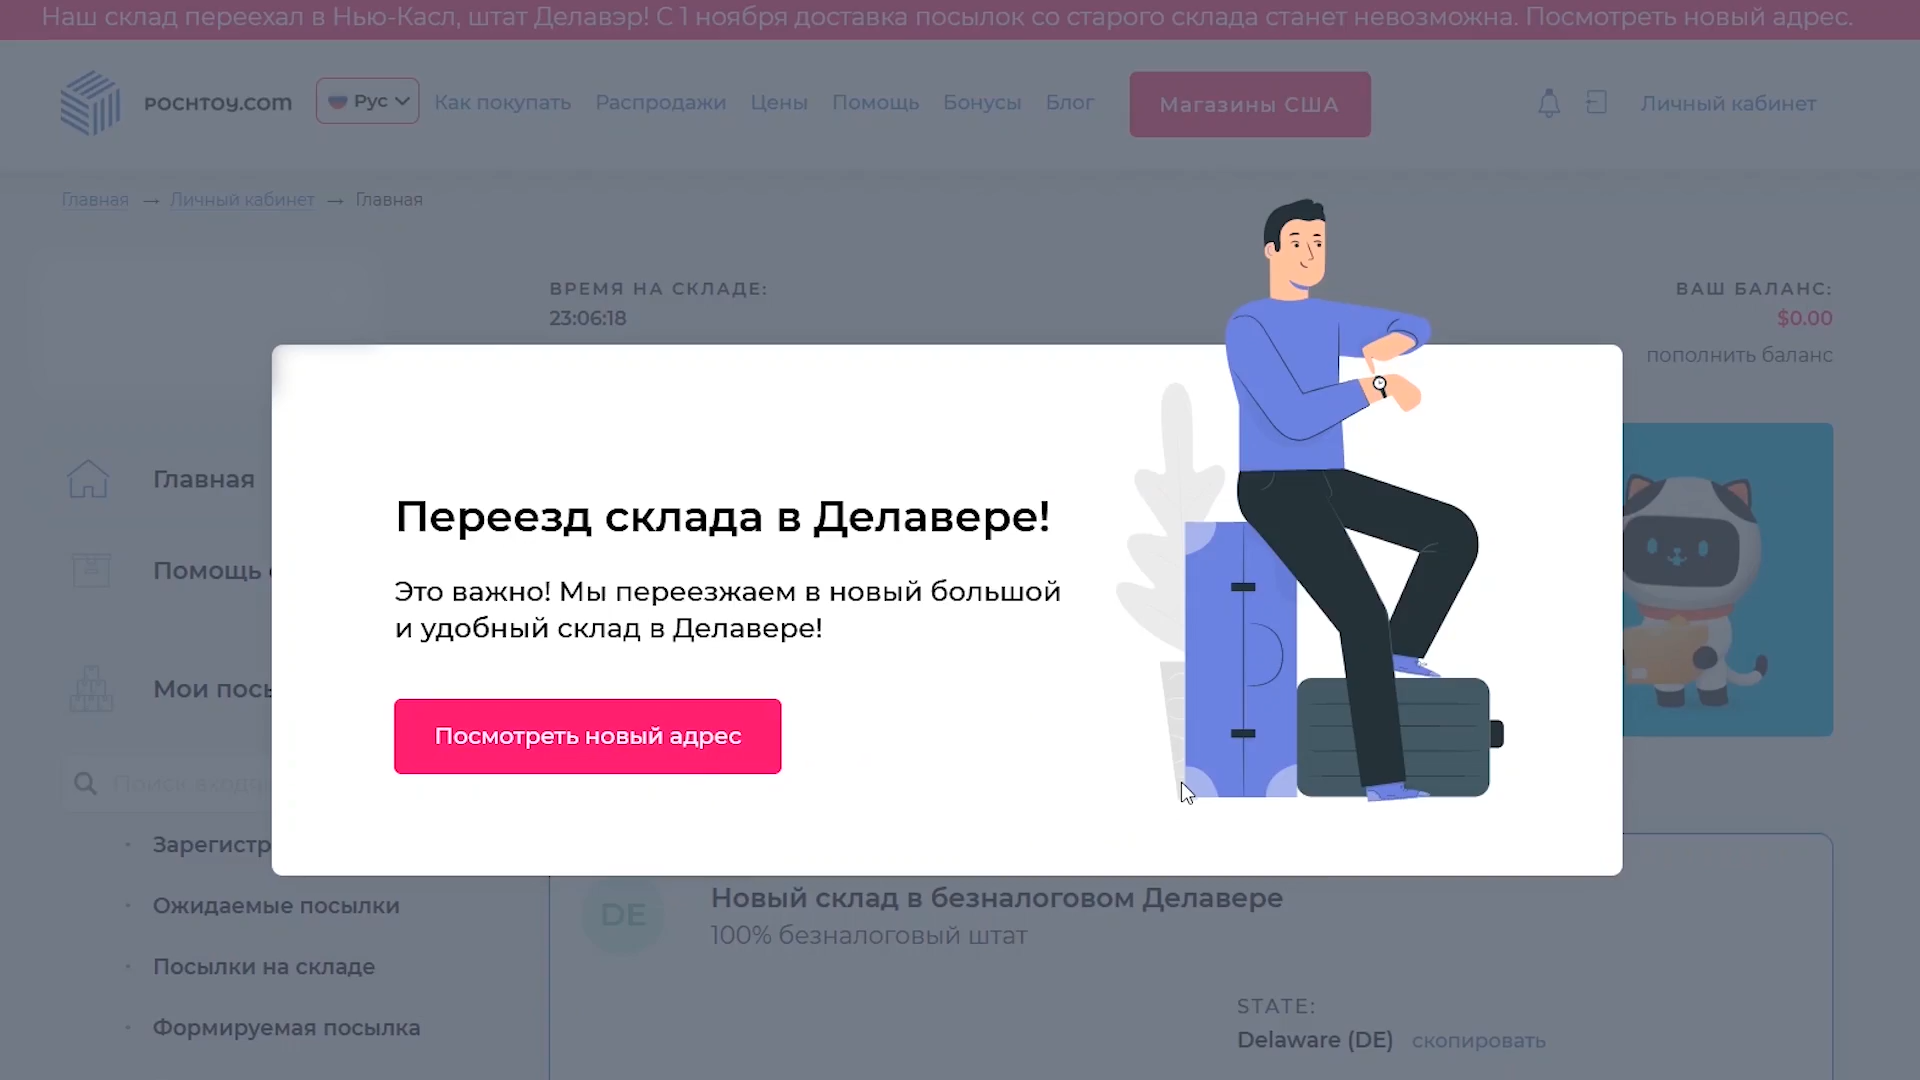 Наш склад переехал в Нью-Касл, штат Делавэр! С 1 ноября доставка посылок со старого склада станет невозможна. Посмотреть новый адрес.
POCHTOY.COM
Рус
Как покупать
Распродажи
Цены
Помощь
Бонусы
Блог
Магазины США
Личный кабинет
Главная → Личный кабинет → Главная
ВРЕМЯ НА СКЛАДЕ:
23:06:18
ВАШ БАЛАНС:
$0.00
пополнить баланс
Главная
Помощь
Мои
Переезд склада в Делавере!
Это важно! Мы переезжаем в новый большой
и удобный склад в Делавере!
Посмотреть новый адрес
Поиск
Ожидаемые посылки
Посылки на складе
Формируемая посылка
DE
Новый склад в безналоговом Делавере
100% безналоговый штат
STATE:
Delaware (DE) скопировать